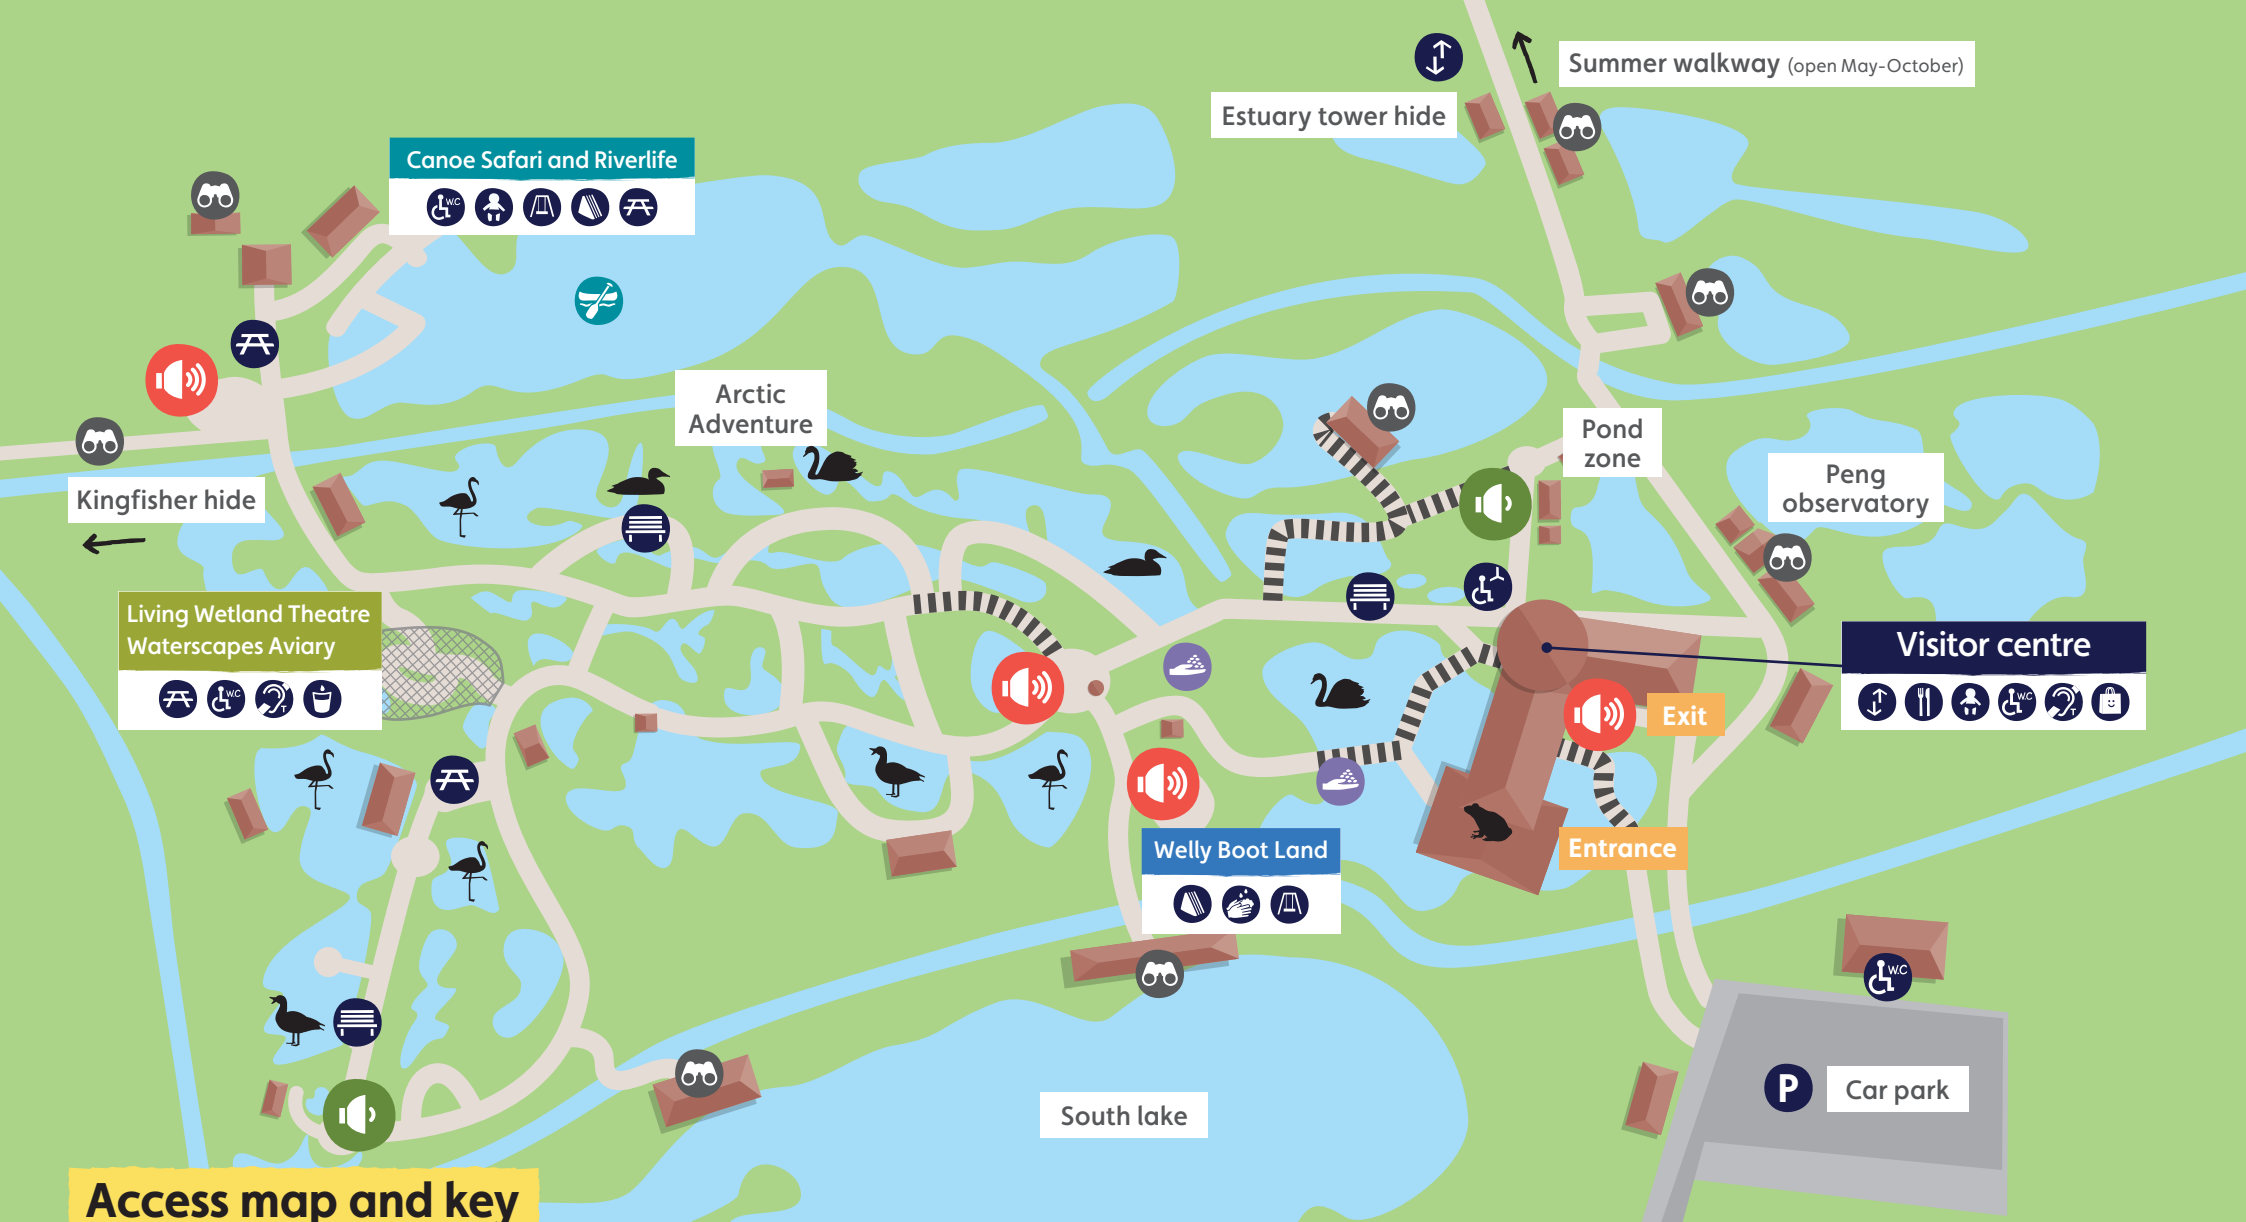 Summer walkway (open May-October)
Estuary tower hide
Canoe Safari and Riverlife
W.C
Arctic
Adventure
Pond
zone
Peng
observatory
Kingfisher hide
Living Wetland Theatre
Waterscapes Aviary
W.C
T
Visitor centre
W.C
T
Exit
Entrance
Welly Boot Land
W.C
P
Car park
South lake
Access map and key